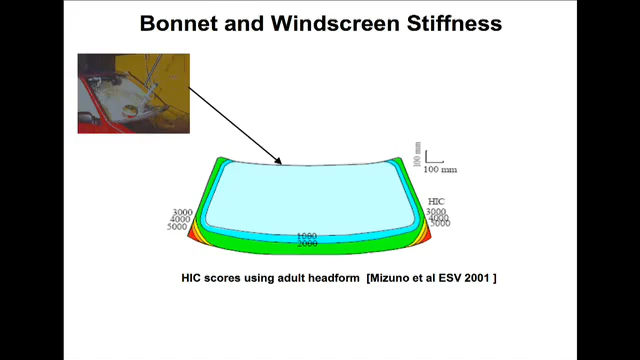 Bonnet and Windscreen Stiffness
100 mm
100 mm
HIC
3000
4000
5000
3000
4000
5000
1000
2000
HIC scores using adult headform [Mizuno et al ESV 2001 ]